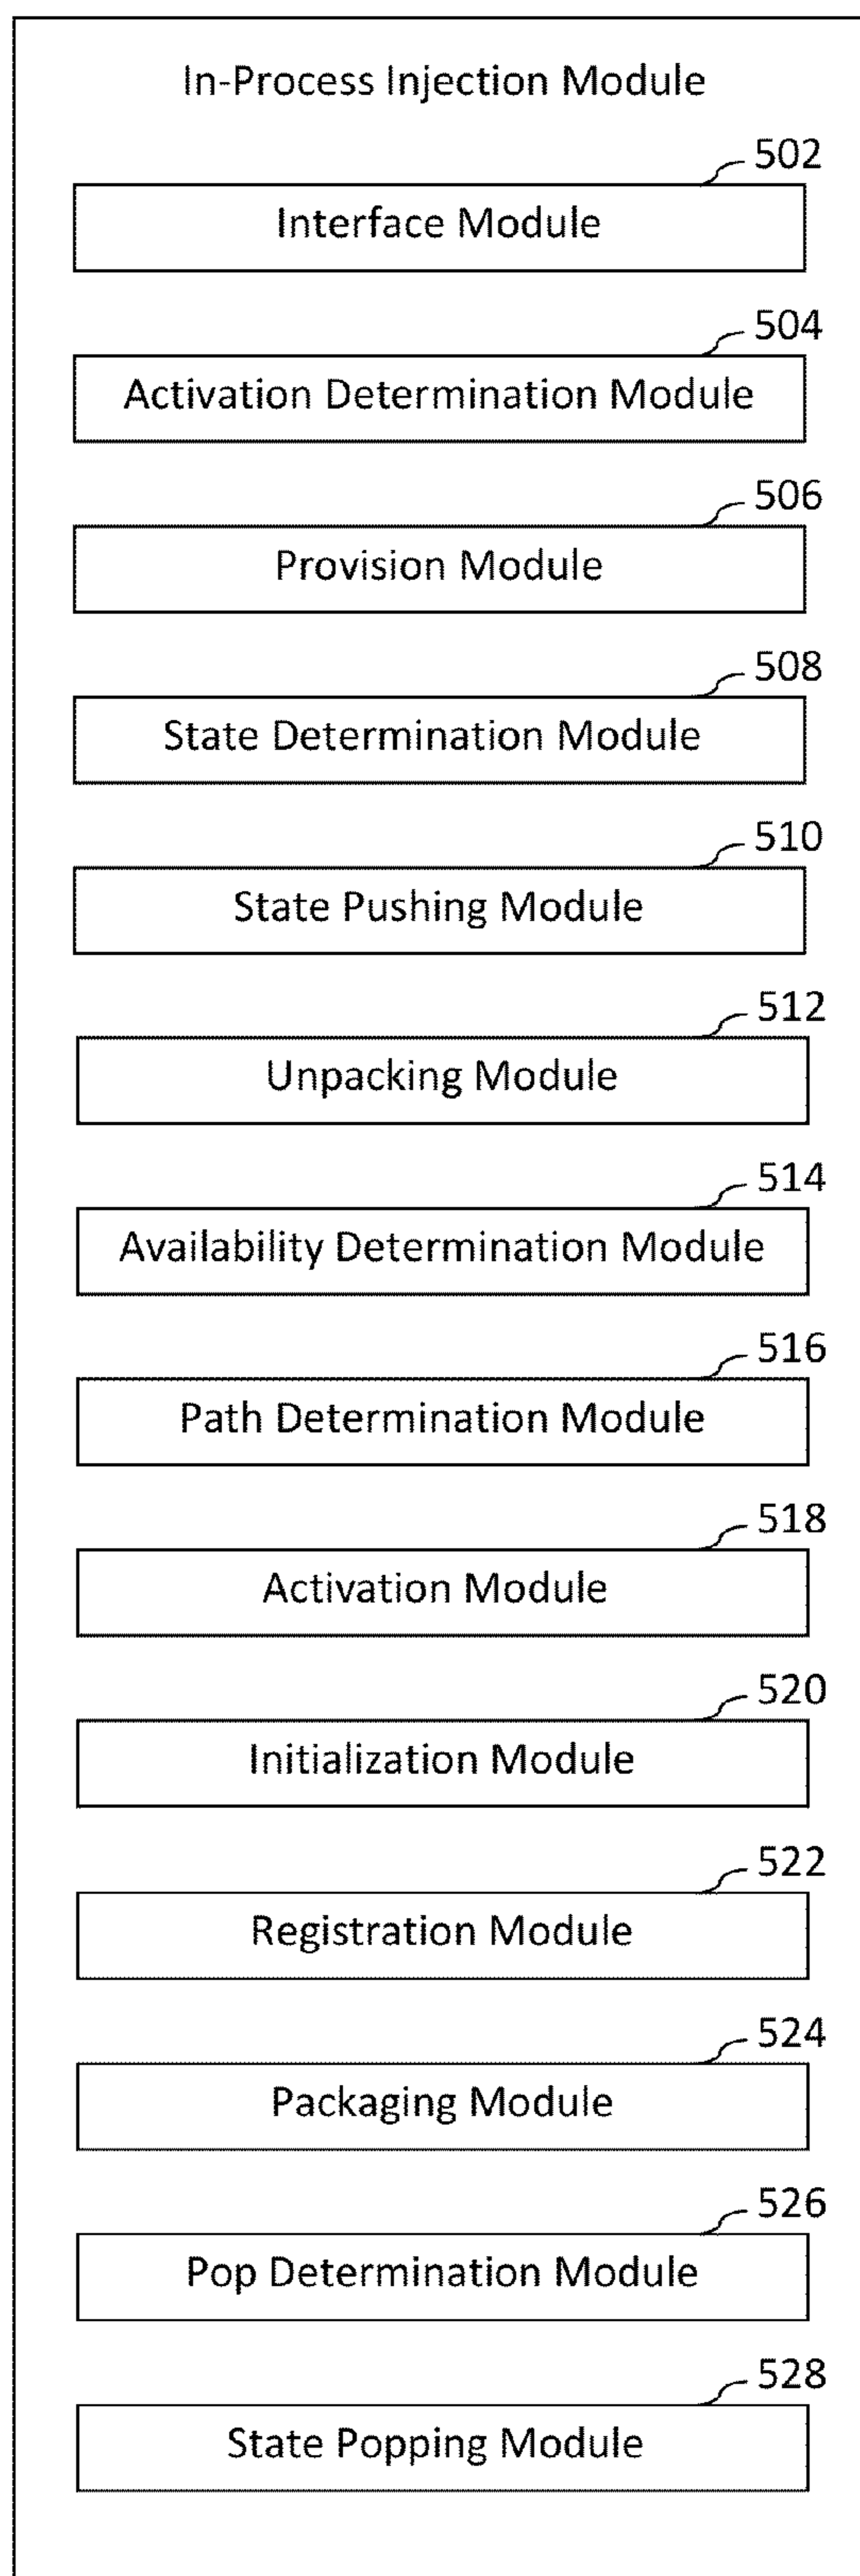 In-Process Injection Module
502
Interface Module
504
Activation Determination Module
506
Provision Module
508
State Determination Module
510
State Pushing Module
512
Unpacking Module
514
Availability Determination Module
516
Path Determination Module
518
Activation Module
520
Initialization Module
522
Registration Module
524
Packaging Module
526
Pop Determination Module
528
State Popping Module